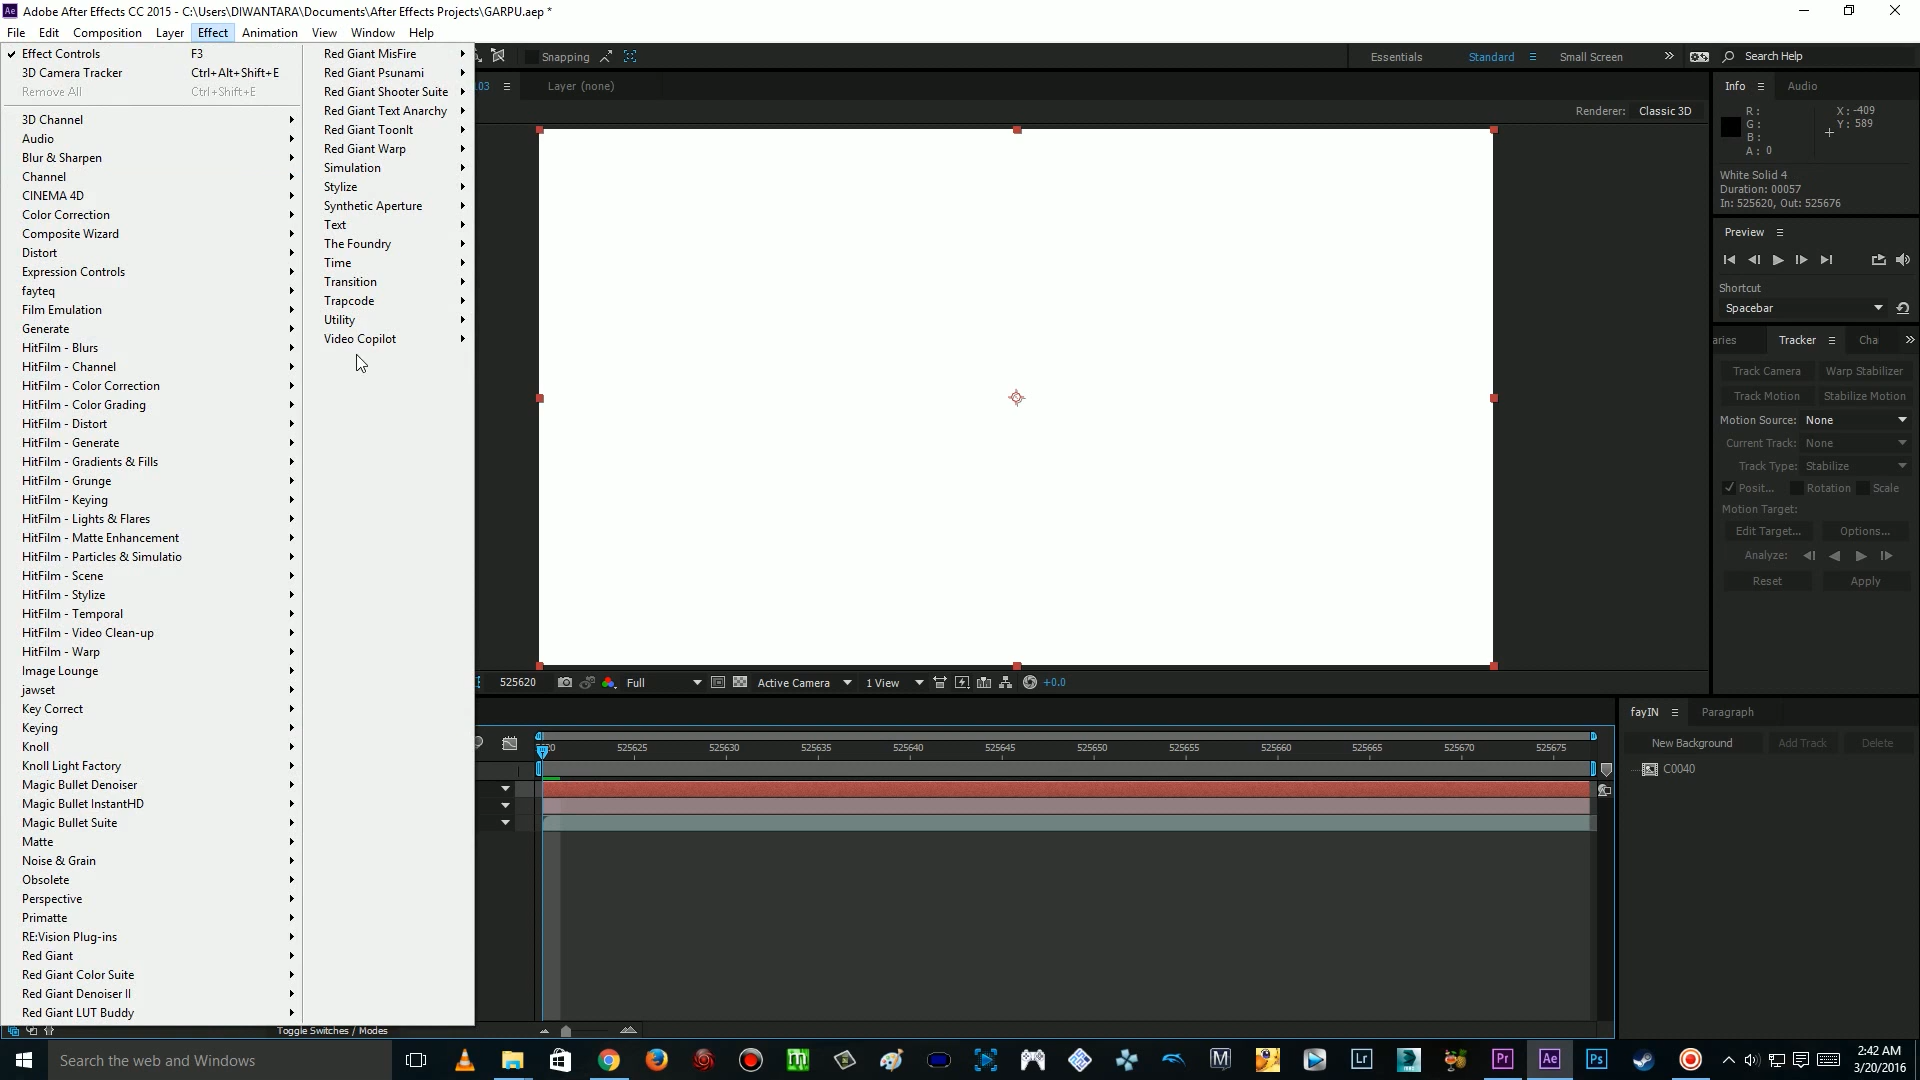 Adobe After Effects CC 2015 - C:\Users\DIWANTARA\Documents\After Effects Projects\GARPU.aep *
File Edit Composition Layer Effect Animation View Window Help
Effect Controls F3
3D Camera Tracker Ctrl+Alt+Shift+E
Remove All Ctrl+Shift+E
3D Channel
Audio
Blur & Sharpen
Channel
CINEMA 4D
Color Correction
Composite Wizard
Distort
Expression Controls
fayteq
Film Emulation
Generate
HitFilm - Blurs
HitFilm - Channel
HitFilm - Color Correction
HitFilm - Color Grading
HitFilm - Distort
HitFilm - Generate
HitFilm - Gradients & Fills
HitFilm - Grunge
HitFilm - Keying
HitFilm - Lights & Flares
HitFilm - Matte Enhancement
HitFilm - Particles & Simulatio
HitFilm - Scene
HitFilm - Stylize
HitFilm - Temporal
HitFilm - Video Clean-up
HitFilm - Warp
Image Lounge
jawset
Key Correct
Keying
Knoll
Knoll Light Factory
Magic Bullet Denoiser
Magic Bullet InstantHD
Magic Bullet Suite
Matte
Noise & Grain
Obsolete
Perspective
Primatte
RE:Vision Plug-ins
Red Giant
Red Giant Color Suite
Red Giant Denoiser II
Red Giant LUT Buddy
Red Giant MisFire
Red Giant Psunami
Red Giant Shooter Suite
Red Giant Text Anarchy
Red Giant ToonIt
Red Giant Warp
Simulation
Stylize
Synthetic Aperture
Text
The Foundry
Time
Transition
Trapcode
Utility
Video Copilot
Snapping
Essentials Standard Small Screen Search Help
03 Layer (none)
Renderer: Classic 3D
Info Audio
R: X: -409
G: Y: 589
B:
A: 0
White Solid 4
Duration: 00057
In: 525620, Out: 525676
Preview
Shortcut
Spacebar
aries Tracker Cha
Track Camera Warp Stabilizer
Track Motion Stabilize Motion
Motion Source: None
Current Track: None
Track Type: Stabilize
Posit... Rotation Scale
Motion Target:
Edit Target... Options...
Analyze:
Reset Apply
525620 Full Active Camera 1 View +0.0
20 525625 525630 525635 525640 525645 525650 525655 525660 525665 525670 525675
fayIN Paragraph
New Background Add Track Delete
C0040
Toggle Switches / Modes
Search the web and Windows
Lr Pr Ae Ps
2:42 AM
3/20/2016